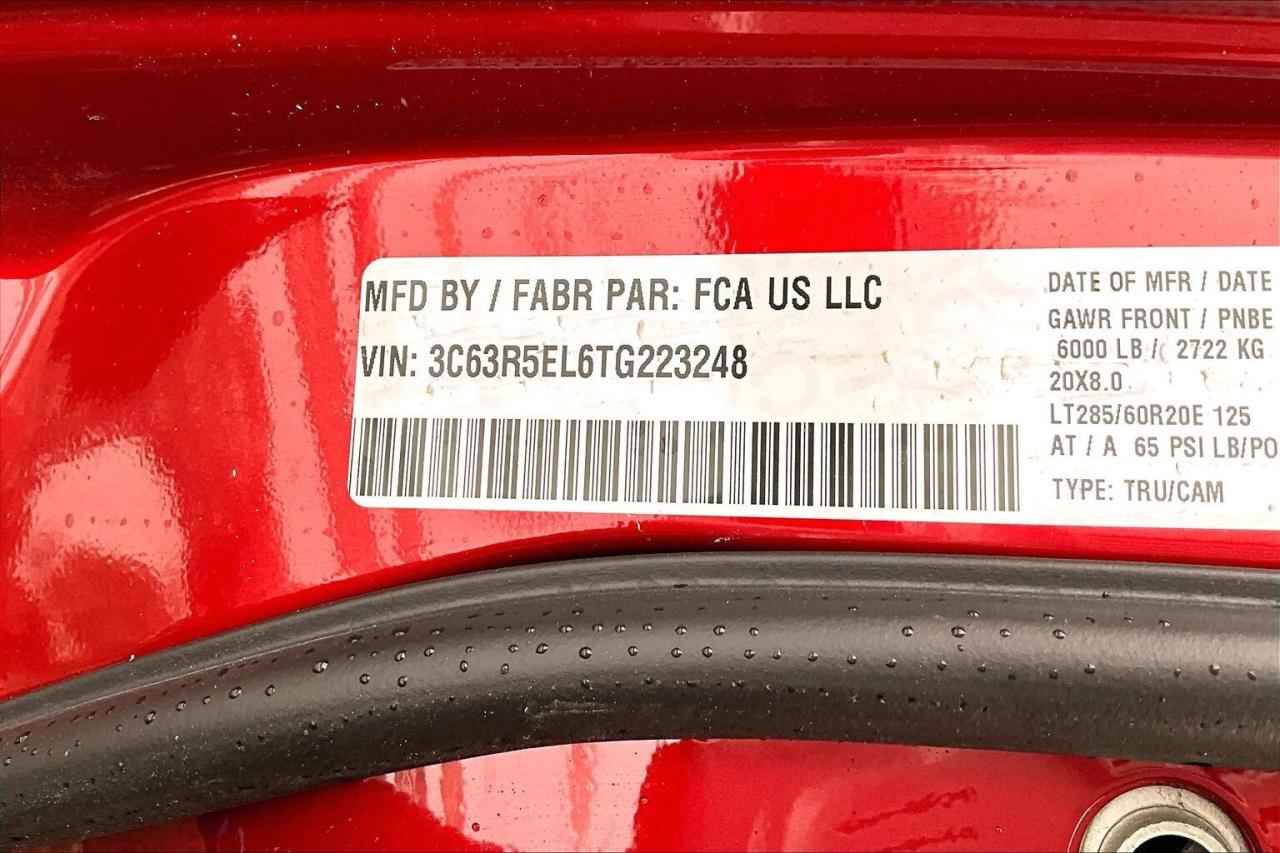 MFD BY / FABR PAR: FCA US LLC
VIN: 3C63R5EL6TG223248
DATE OF MFR / DATE
GAWR FRONT / PNBE
6000 LB / 2722 KG
20X8.0
LT285/60R20E 125
AT / A 65 PSI LB/PO
TYPE: TRU/CAM